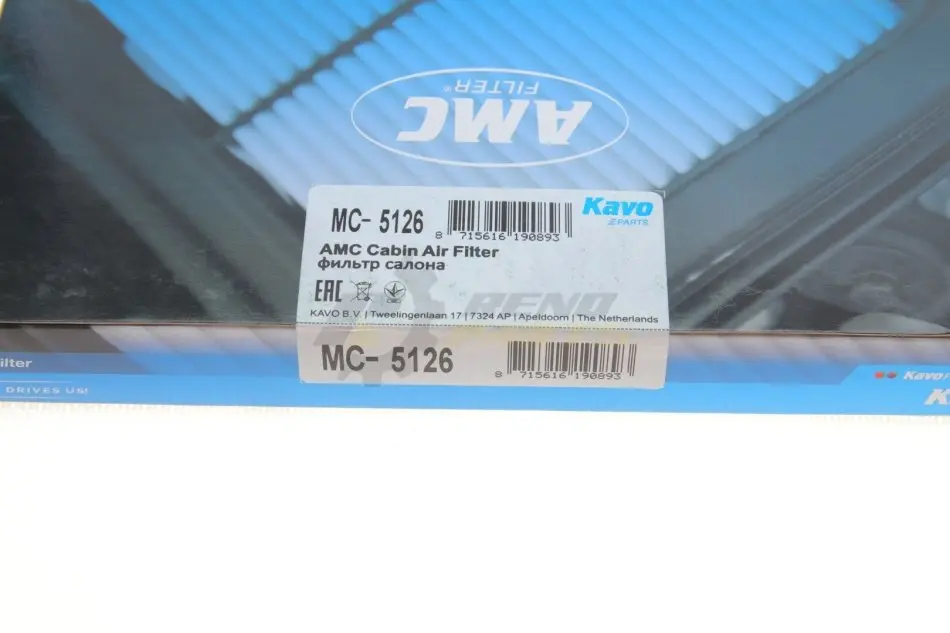 AMC
FILTER®
MC- 5126
8 715616 190893
Kavo
PARTS
AMC Cabin Air Filter
фильтр салона
EAC
RENO
KAVO B.V. | Tweelingenlaan 17 | 7324 AP | Apeldoorn | The Netherlands
MC- 5126
8 715616 190893
ilter
DRIVES US!
Kavo
K